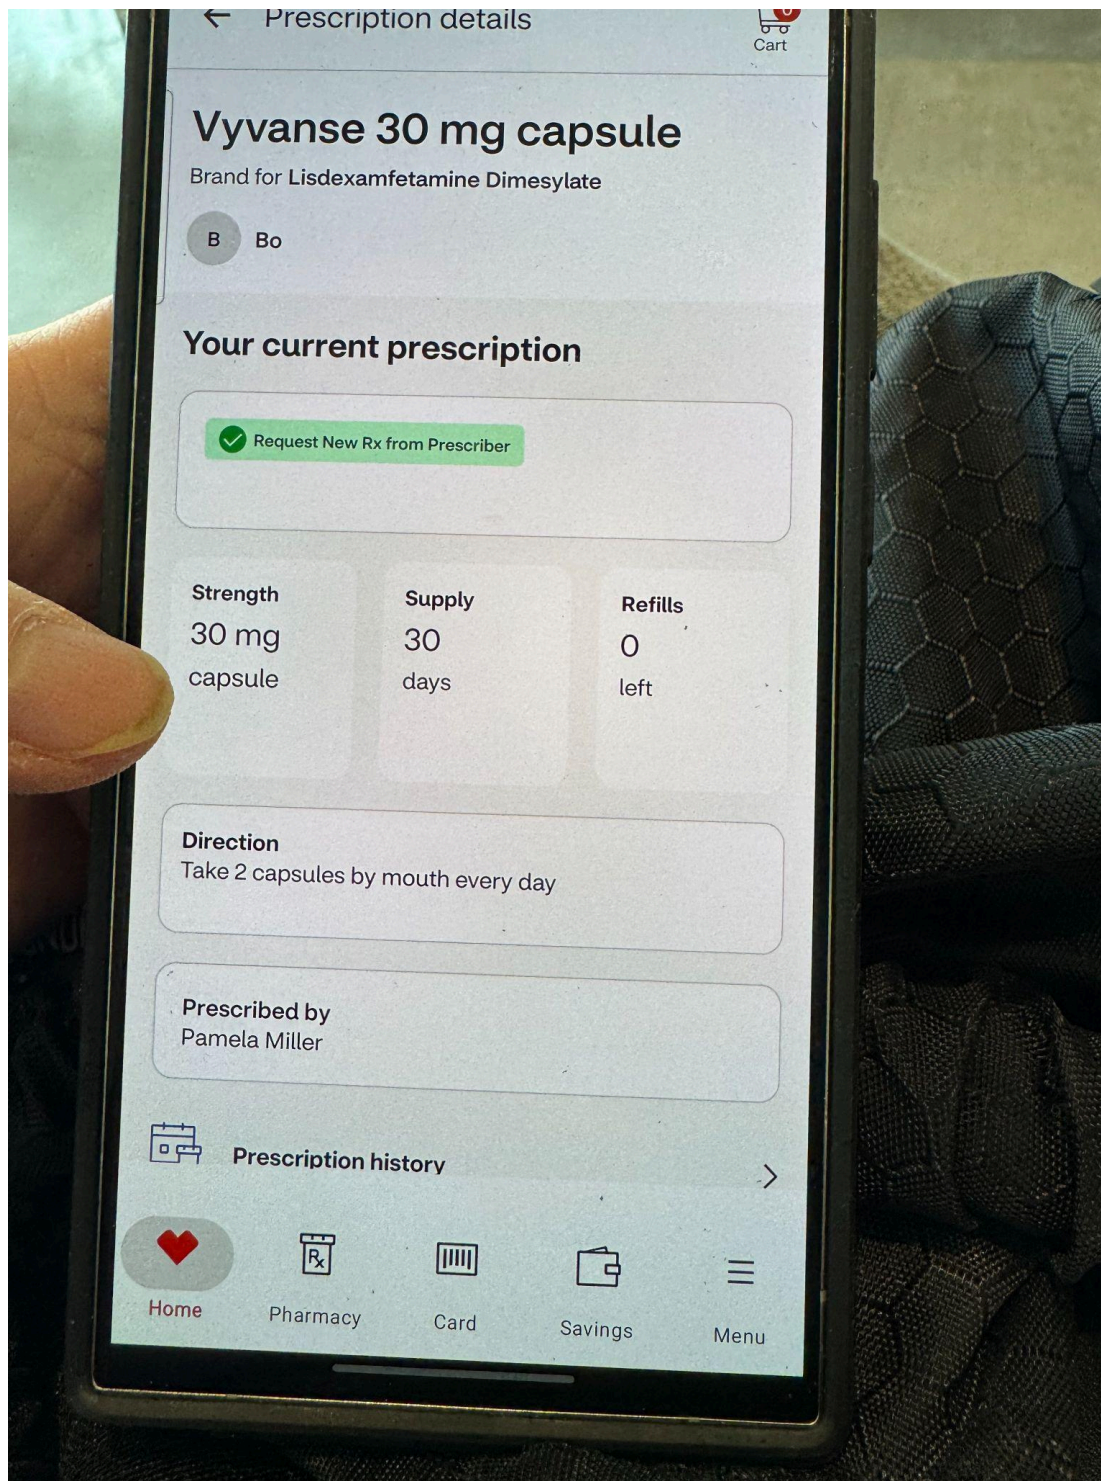 Prescription details
0
Cart
Vyvanse 30 mg capsule
Brand for Lisdexamfetamine Dimesylate
B Bo
Your current prescription
Request New Rx from Prescriber
Strength
30 mg
capsule
Supply
30
days
Refills
0
left
Direction
Take 2 capsules by mouth every day
Prescribed by
Pamela Miller
Prescription history
Rx
Home
Pharmacy
Card
Savings
Menu